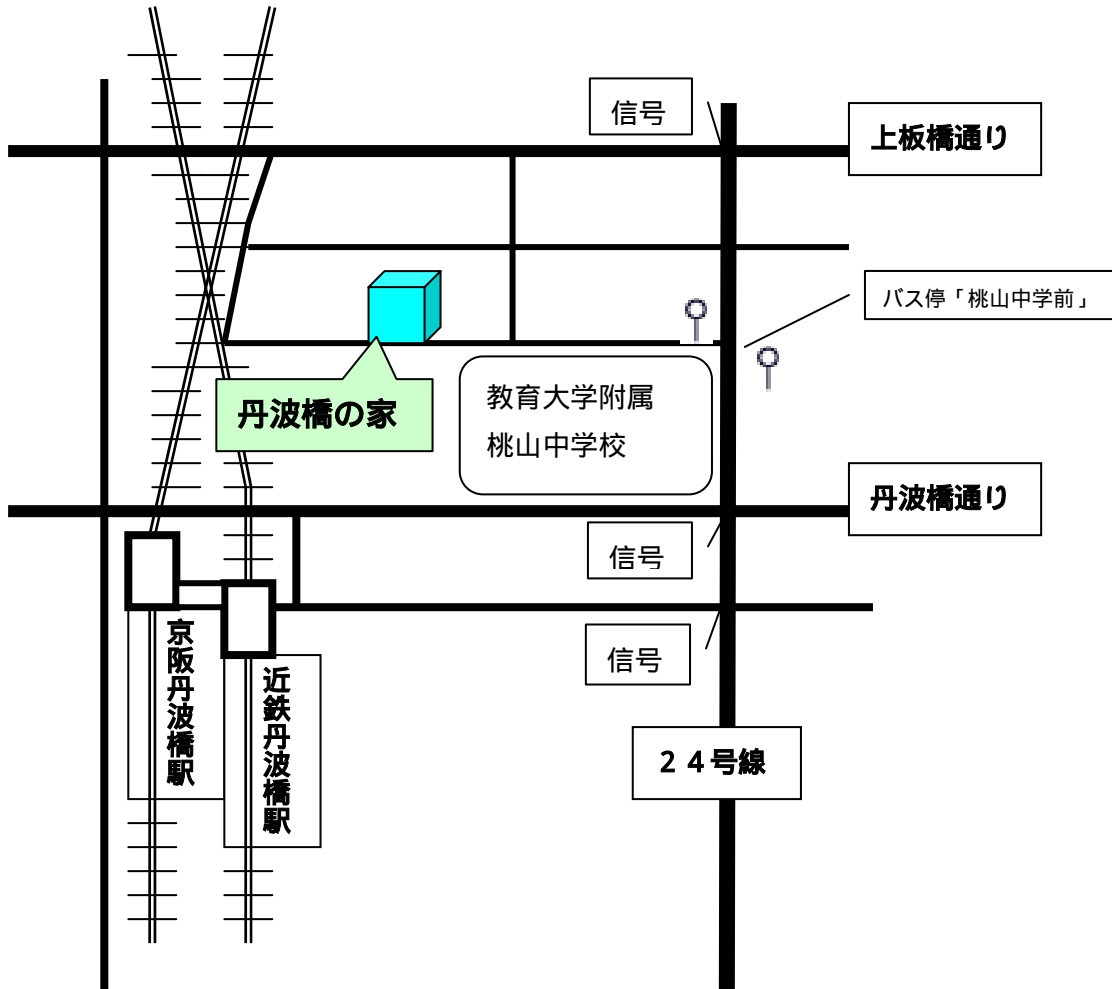 信号
上板橋通り
バス停「桃山中学前」
丹波橋の家
教育大学附属
桃山中学校
丹波橋通り
信号
信号
京阪丹波橋駅
近鉄丹波橋駅
２４号線